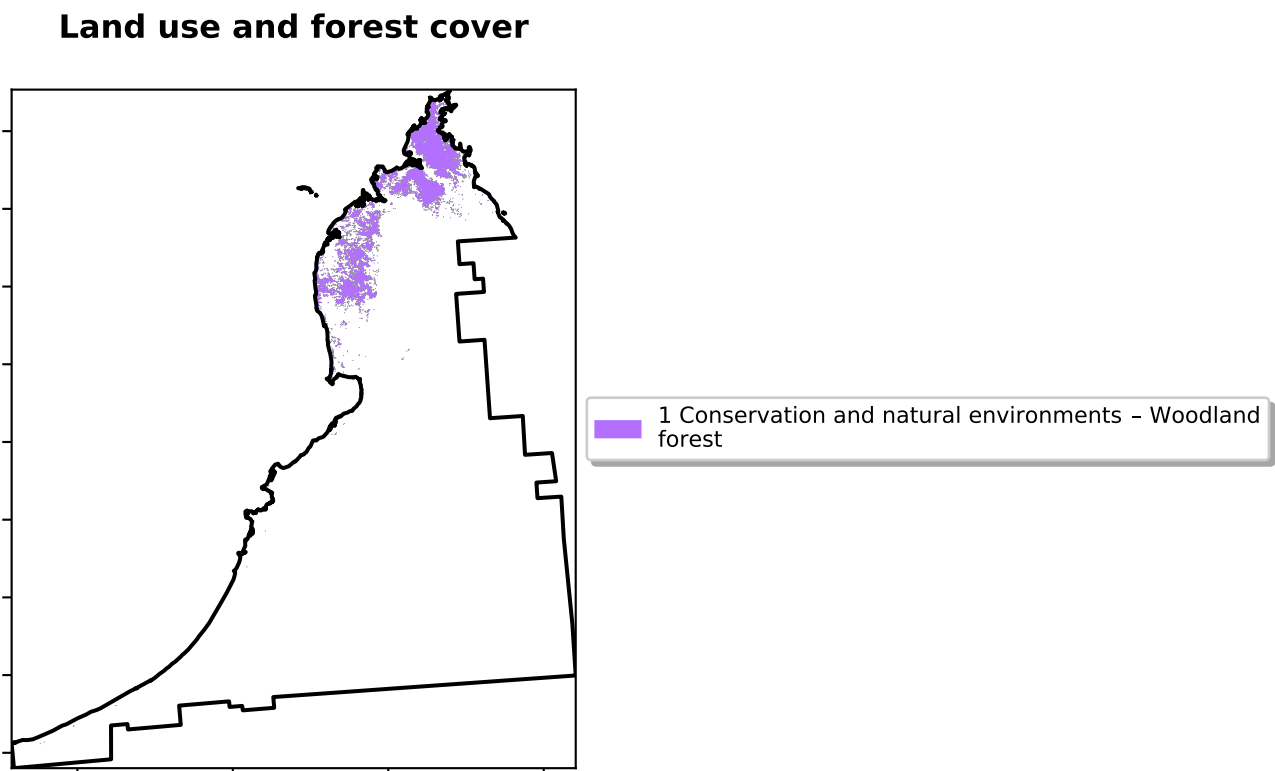 Land use and forest cover
1 Conservation and natural environments – Woodland
forest